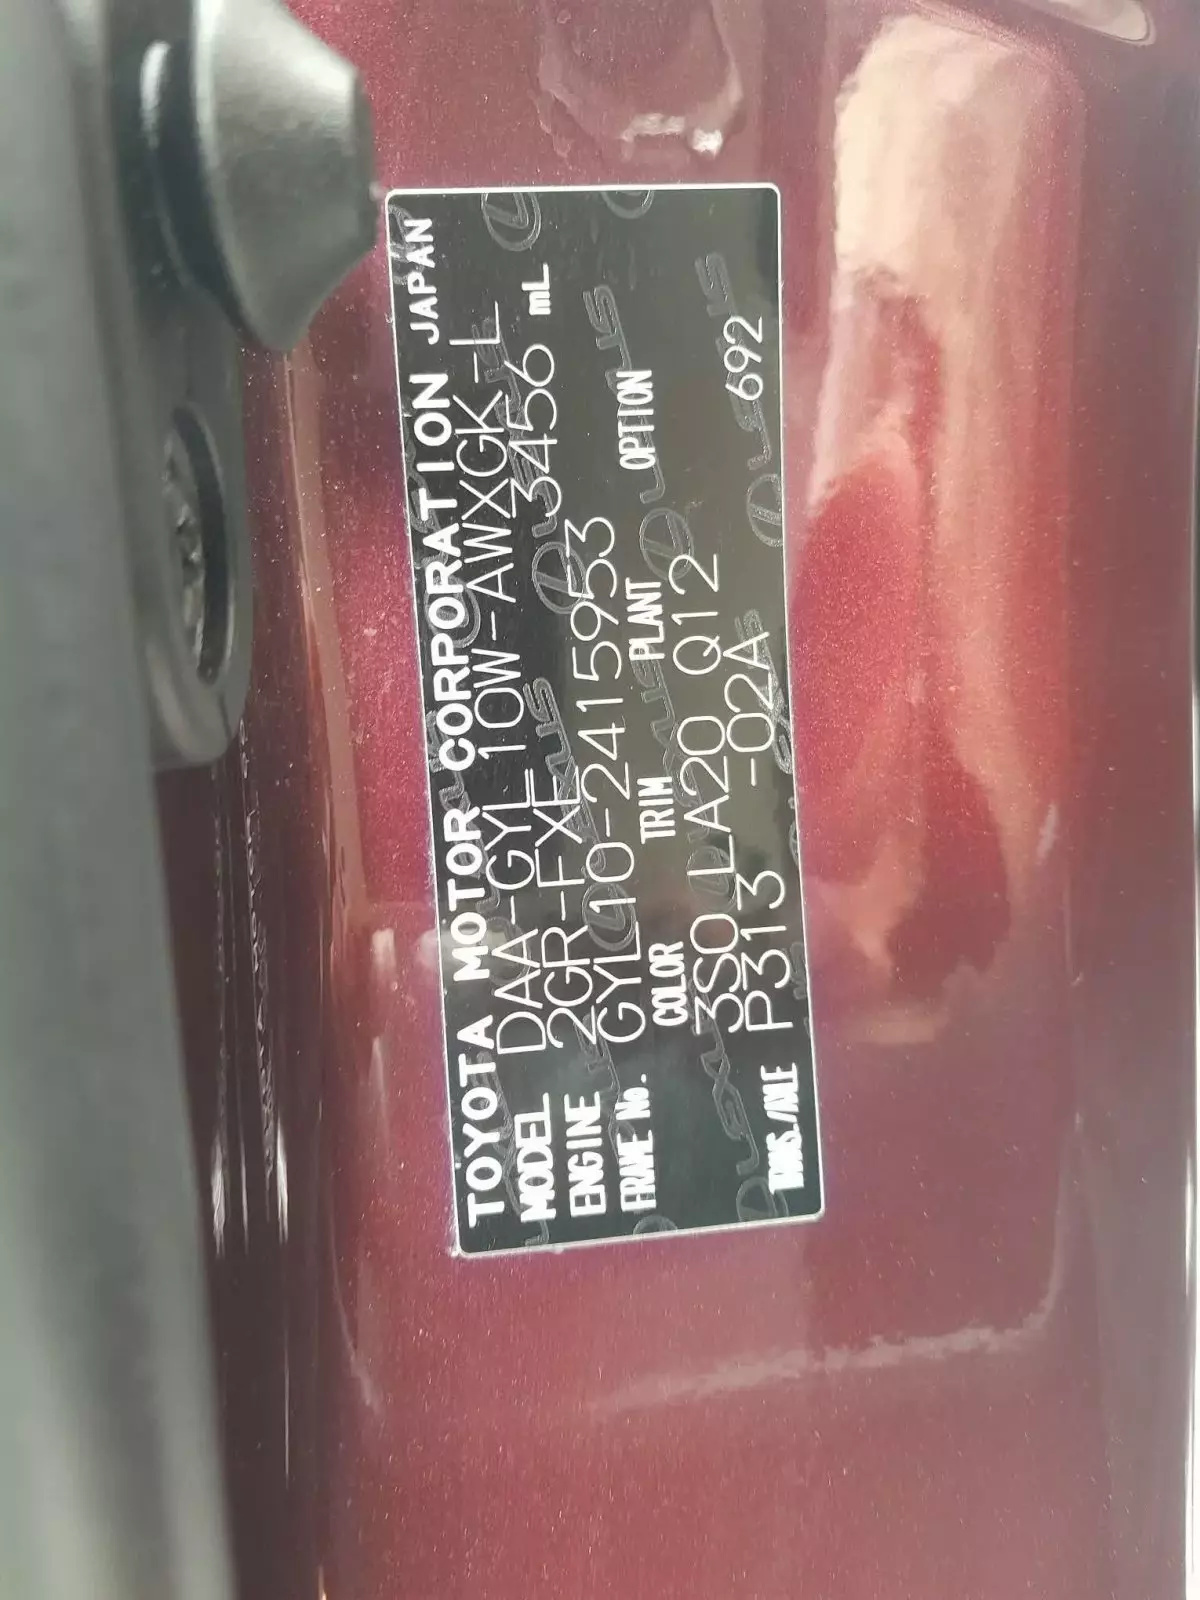 TOYOTA MOTOR CORPORATION JAPAN
MODEL DAA-GYL10W-AWXGK-L
ENGINE 2GR-FXE 3456 mL
FRAME No. GYL10-2415953
COLOR TRIM PLANT OPTION
3S0 LA20 Q12
TRANS./AXLE P313 -02A 692